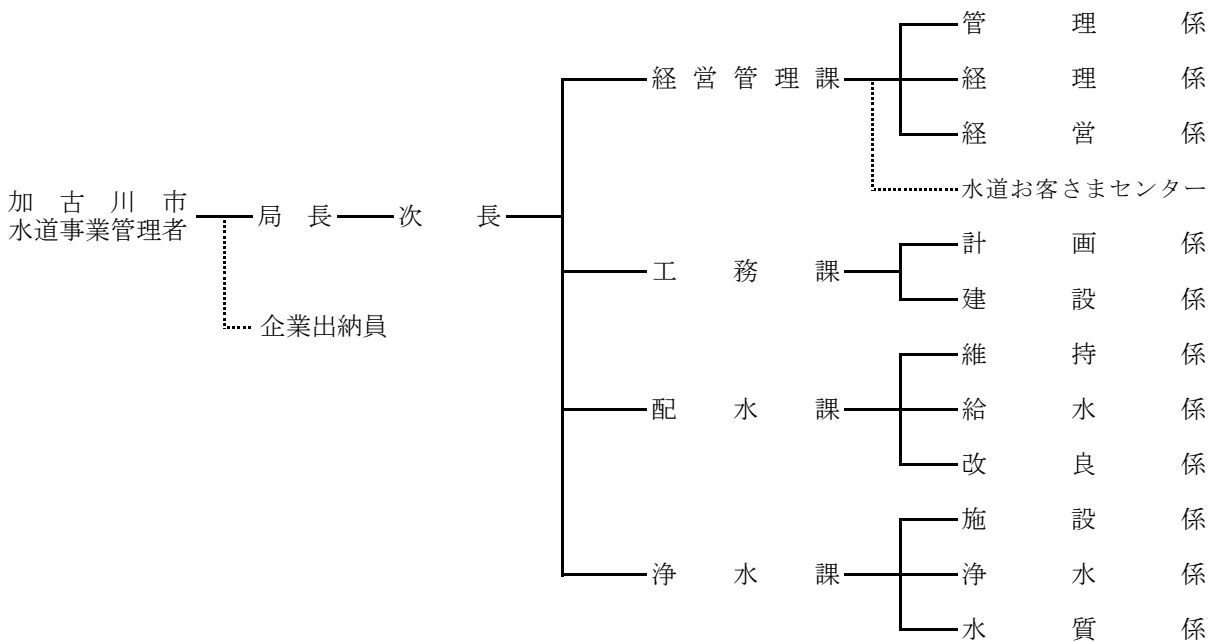 管理係
経営管理課
経理係
経営係
水道お客さまセンター
加古川市
水道事業管理者
局長
次長
企業出納員
工務課
計画係
建設係
配水課
維持係
給水係
改良係
浄水課
施設係
浄水係
水質係